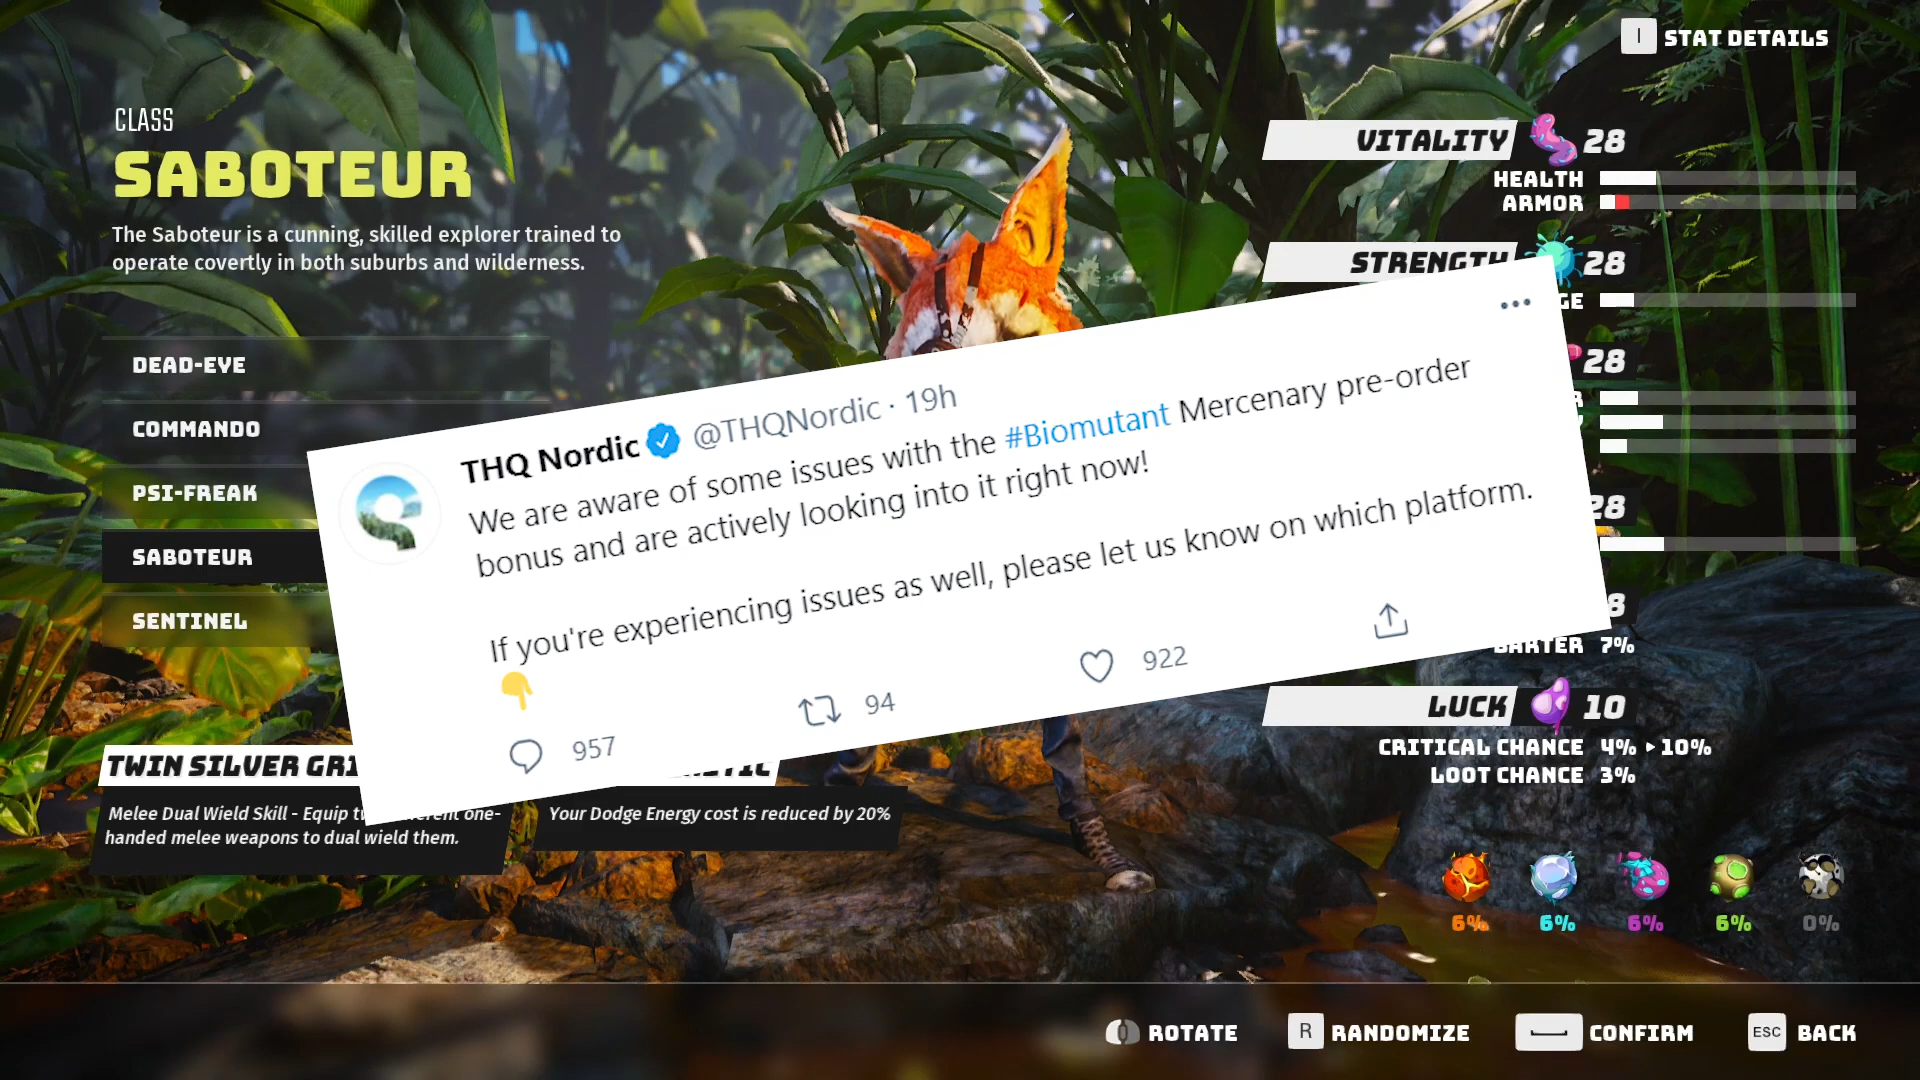 I STAT DETAILS
CLASS
SABOTEUR
The Saboteur is a cunning, skilled explorer trained to
operate covertly in both suburbs and wilderness.
DEAD-EYE
COMMANDO
PSI-FREAK
SABOTEUR
SENTINEL
VITALITY 28
HEALTH
ARMOR
STRENGTH 28
28
28
THQ Nordic @THQNordic · 19h
We are aware of some issues with the #Biomutant Mercenary pre-order
bonus and are actively looking into it right now!
If you're experiencing issues as well, please let us know on which platform.
👇
957 94 922
BARTER 7%
LUCK 10
CRITICAL CHANCE 4% ▸ 10%
LOOT CHANCE 3%
TWIN SILVER
Melee Dual Wield Skill - Equip one-
handed melee weapons to dual wield them.
Your Dodge Energy cost is reduced by 20%
6% 6% 6% 6% 0%
ROTATE R RANDOMIZE CONFIRM ESC BACK